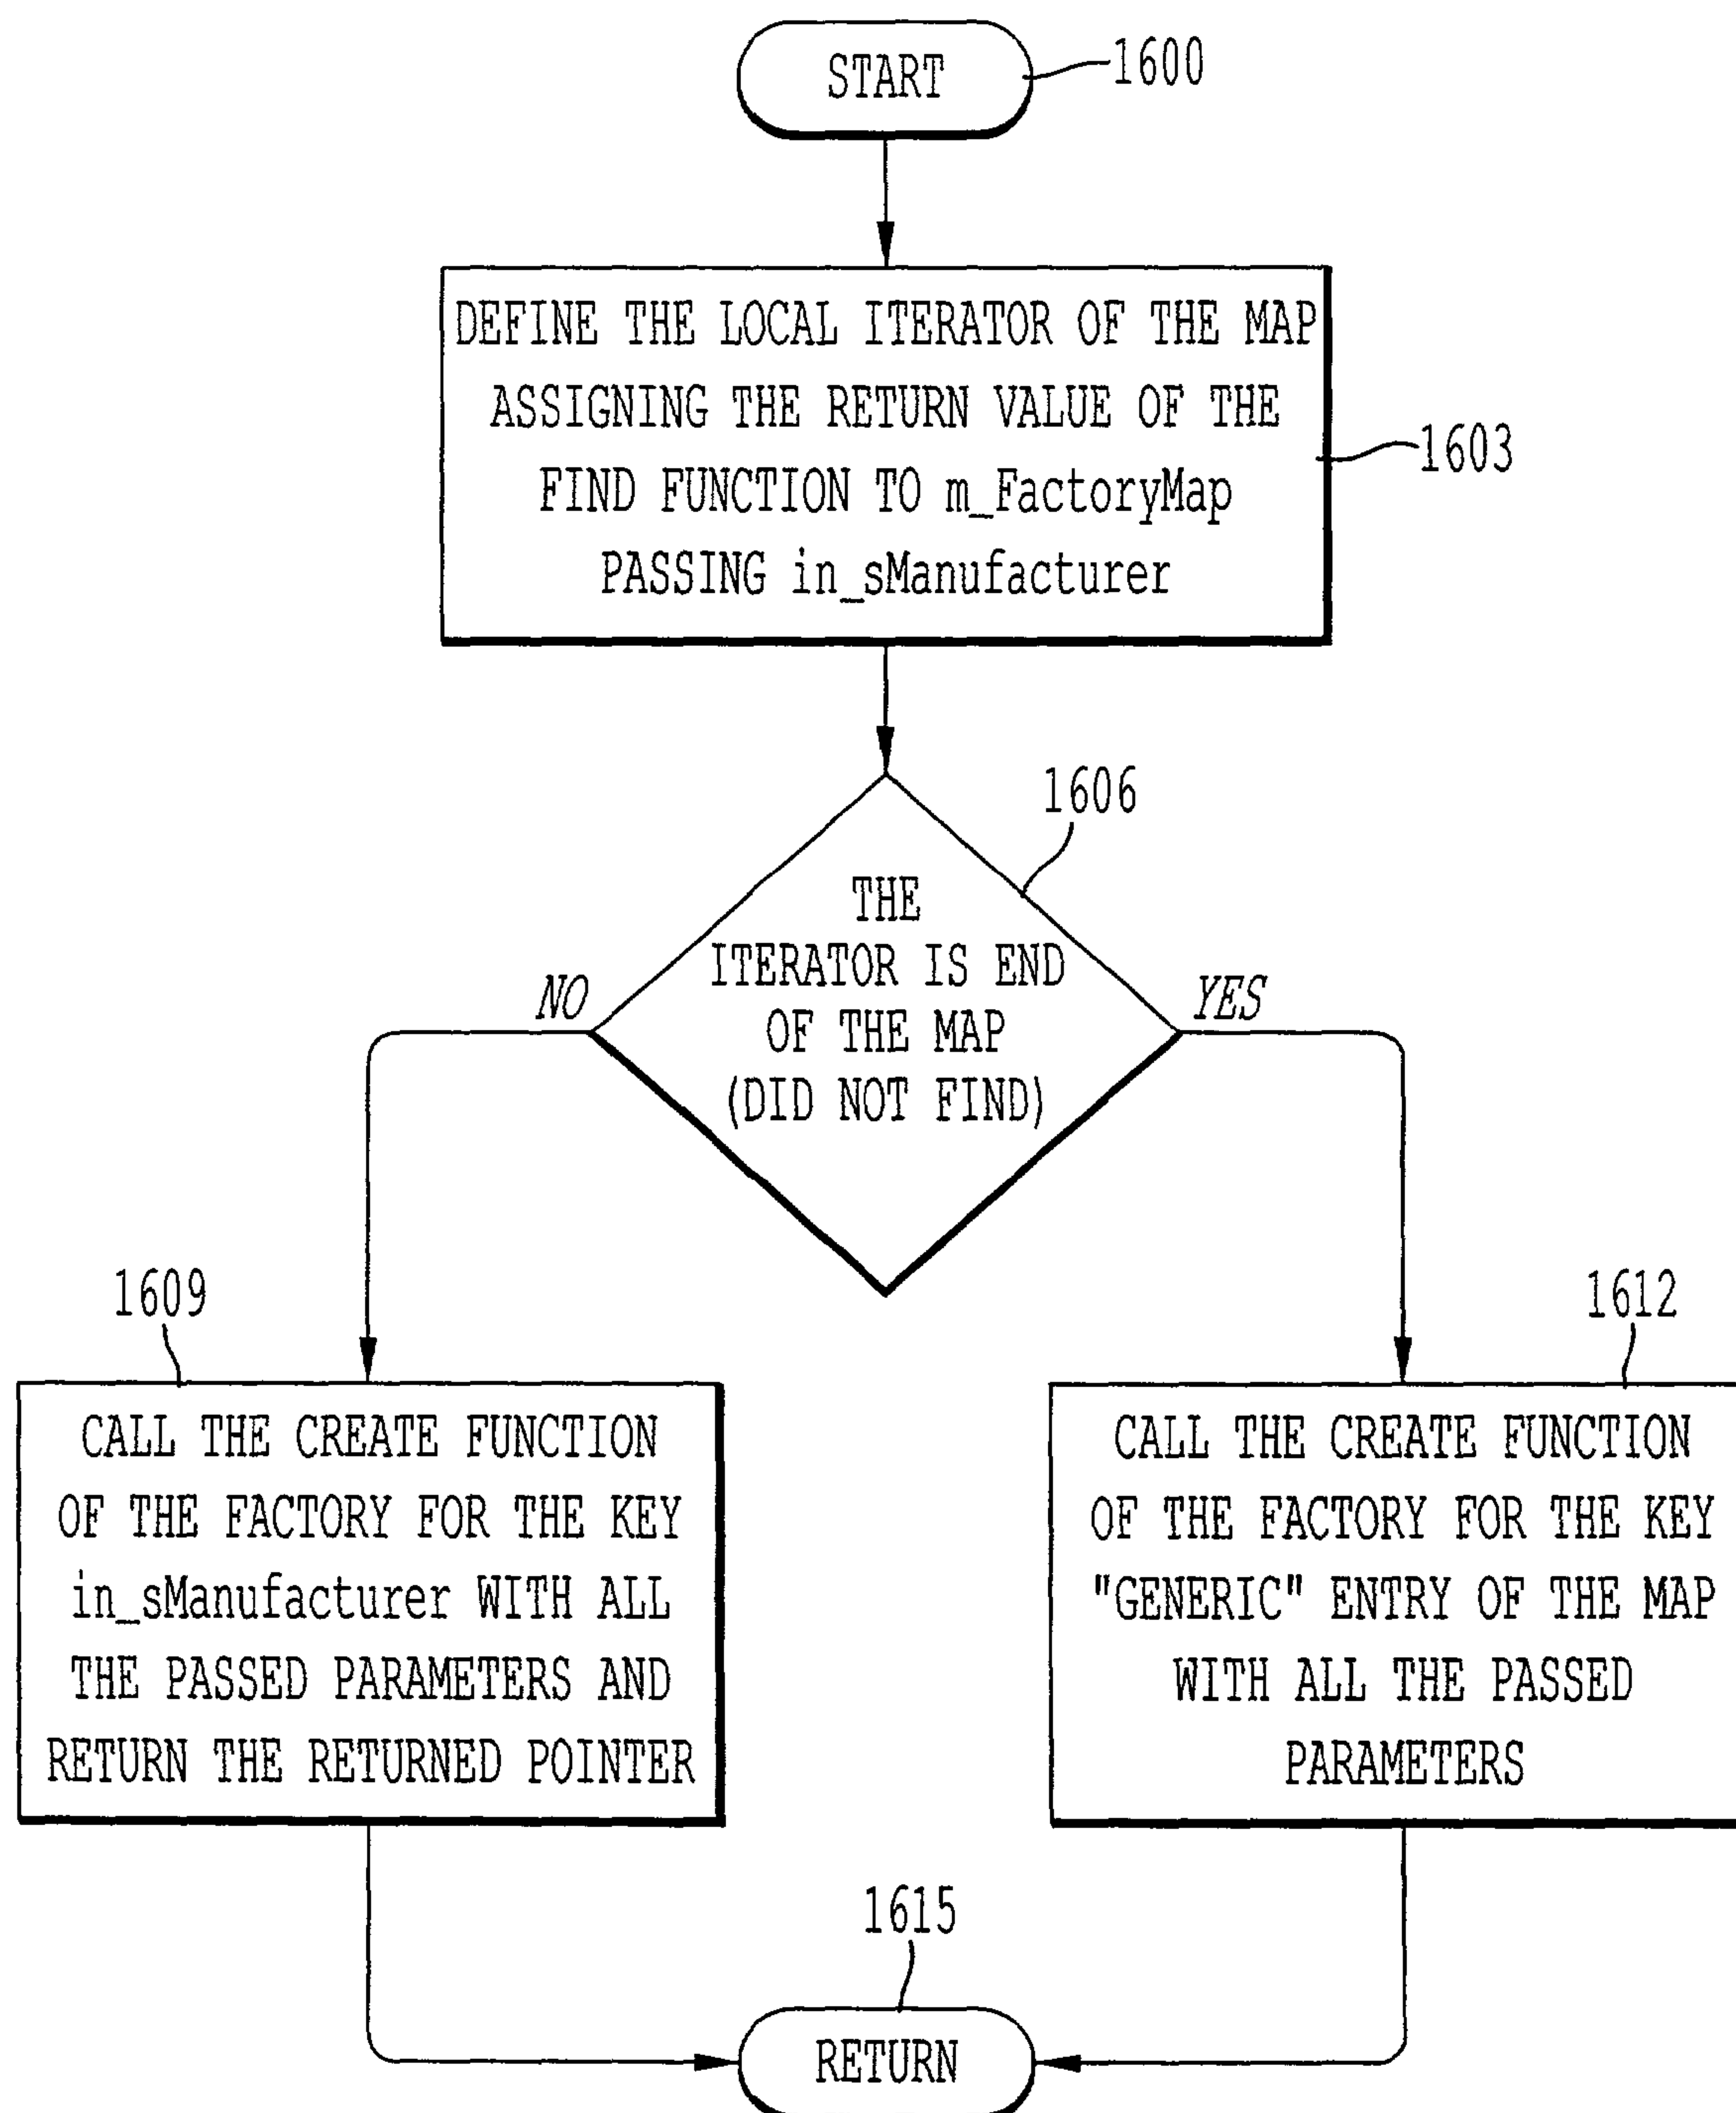 START
1600
DEFINE THE LOCAL ITERATOR OF THE MAP
ASSIGNING THE RETURN VALUE OF THE
FIND FUNCTION TO m_FactoryMap
PASSING in_sManufacturer
1603
1606
THE
ITERATOR IS END
OF THE MAP
(DID NOT FIND)
NO
YES
1609
CALL THE CREATE FUNCTION
OF THE FACTORY FOR THE KEY
in_sManufacturer WITH ALL
THE PASSED PARAMETERS AND
RETURN THE RETURNED POINTER
1612
CALL THE CREATE FUNCTION
OF THE FACTORY FOR THE KEY
"GENERIC" ENTRY OF THE MAP
WITH ALL THE PASSED
PARAMETERS
1615
RETURN